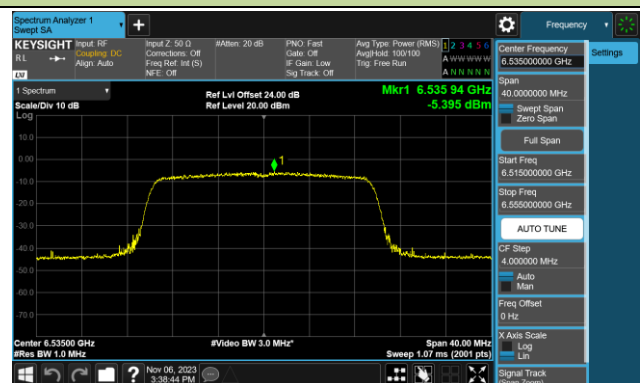 Spectrum Analyzer 1
Swept SA
+
Frequency
KEYSIGHT
R L
LXI
Input: RF
Coupling: DC
Align: Auto
Input Z: 50 Ω
Corrections: Off
Freq Ref: Int (S)
NFE: Off
#Atten: 20 dB
PNO: Fast
Gate: Off
IF Gain: Low
Sig Track: Off
Avg Type: Power (RMS)
Avg|Hold: 100/100
Trig: Free Run
1 2 3 4 5 6
A W W W W W
A N N N N N
1 Spectrum
Scale/Div 10 dB
Log
Ref Lvl Offset 24.00 dB
Ref Level 20.00 dBm
Mkr1 6.535 94 GHz
-5.395 dBm
10.0
0.00
-10.0
-20.0
-30.0
-40.0
-50.0
-60.0
-70.0
1
Center 6.53500 GHz
#Res BW 1.0 MHz
#Video BW 3.0 MHz*
Span 40.00 MHz
Sweep 1.07 ms (2001 pts)
Nov 06, 2023
3:38:44 PM
?
Center Frequency
6.535000000 GHz
Span
40.0000000 MHz
Swept Span
Zero Span
Full Span
Start Freq
6.515000000 GHz
Stop Freq
6.555000000 GHz
AUTO TUNE
CF Step
4.000000 MHz
Auto
Man
Freq Offset
0 Hz
X Axis Scale
Log
Lin
Signal Track
(Span Zoom)
Settings